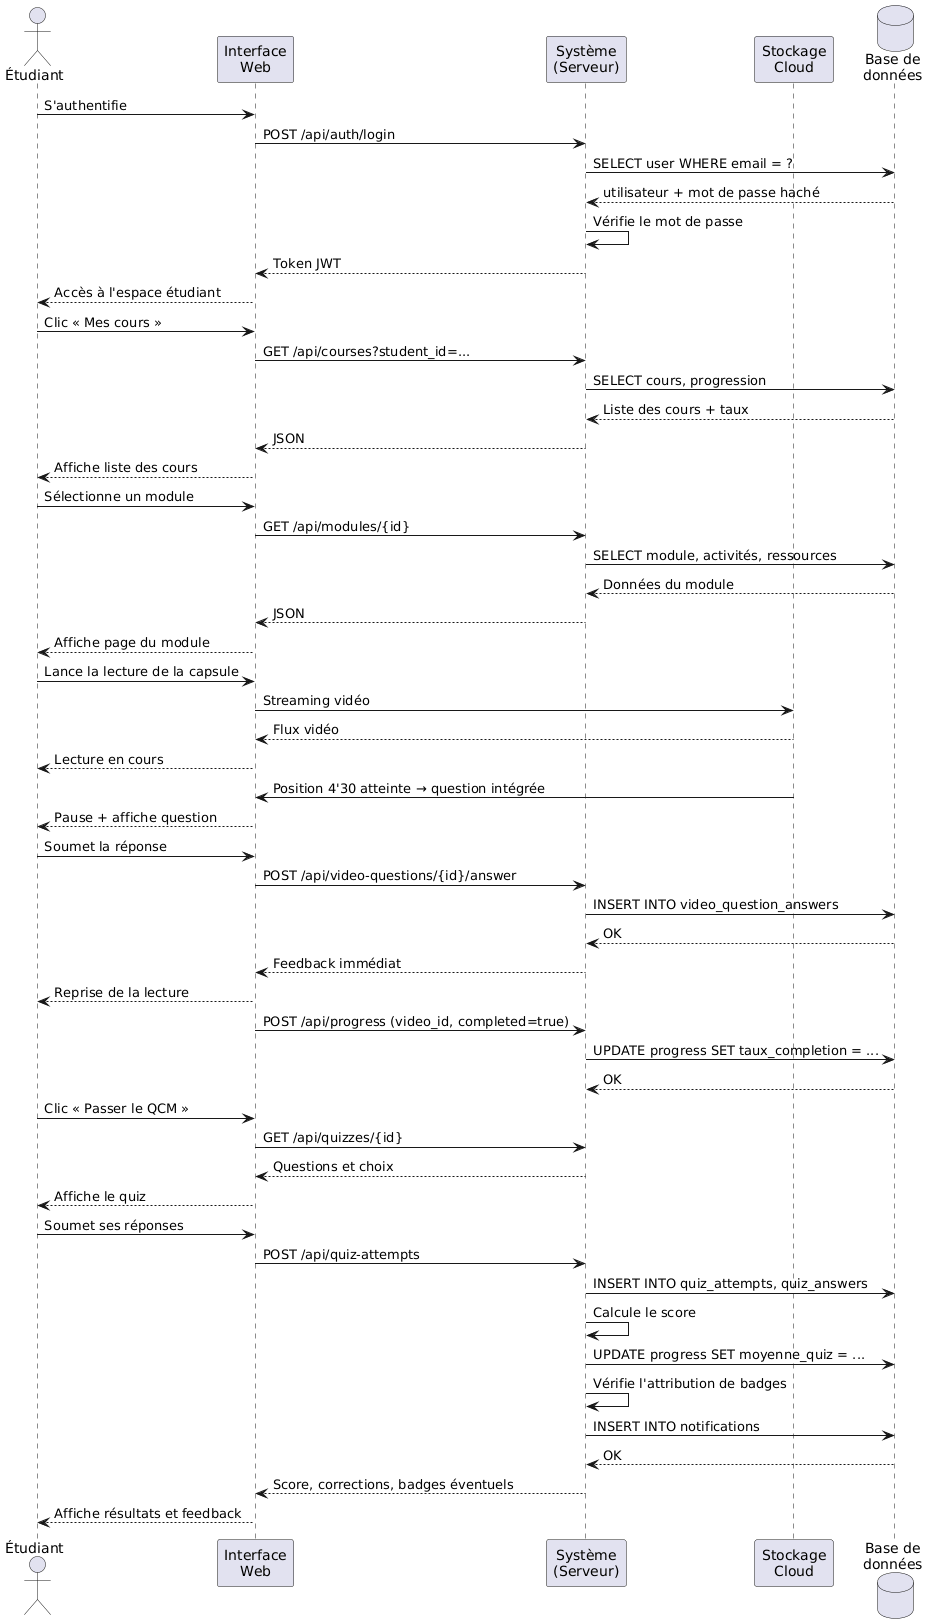 Étudiant
Interface
Web
Système
(Serveur)
Stockage
Cloud
Base de
données
S'authentifie
POST /api/auth/login
SELECT user WHERE email = ?
utilisateur + mot de passe haché
Vérifie le mot de passe
Token JWT
Accès à l'espace étudiant
Clic « Mes cours »
GET /api/courses?student_id=...
SELECT cours, progression
Liste des cours + taux
JSON
Affiche liste des cours
Sélectionne un module
GET /api/modules/{id}
SELECT module, activités, ressources
Données du module
JSON
Affiche page du module
Lance la lecture de la capsule
Streaming vidéo
Flux vidéo
Lecture en cours
Position 4'30 atteinte → question intégrée
Pause + affiche question
Soumet la réponse
POST /api/video-questions/{id}/answer
INSERT INTO video_question_answers
OK
Feedback immédiat
Reprise de la lecture
POST /api/progress (video_id, completed=true)
UPDATE progress SET taux_completion = ...
OK
Clic « Passer le QCM »
GET /api/quizzes/{id}
Questions et choix
Affiche le quiz
Soumet ses réponses
POST /api/quiz-attempts
INSERT INTO quiz_attempts, quiz_answers
Calcule le score
UPDATE progress SET moyenne_quiz = ...
Vérifie l'attribution de badges
INSERT INTO notifications
OK
Score, corrections, badges éventuels
Affiche résultats et feedback
Étudiant
Interface
Web
Système
(Serveur)
Stockage
Cloud
Base de
données